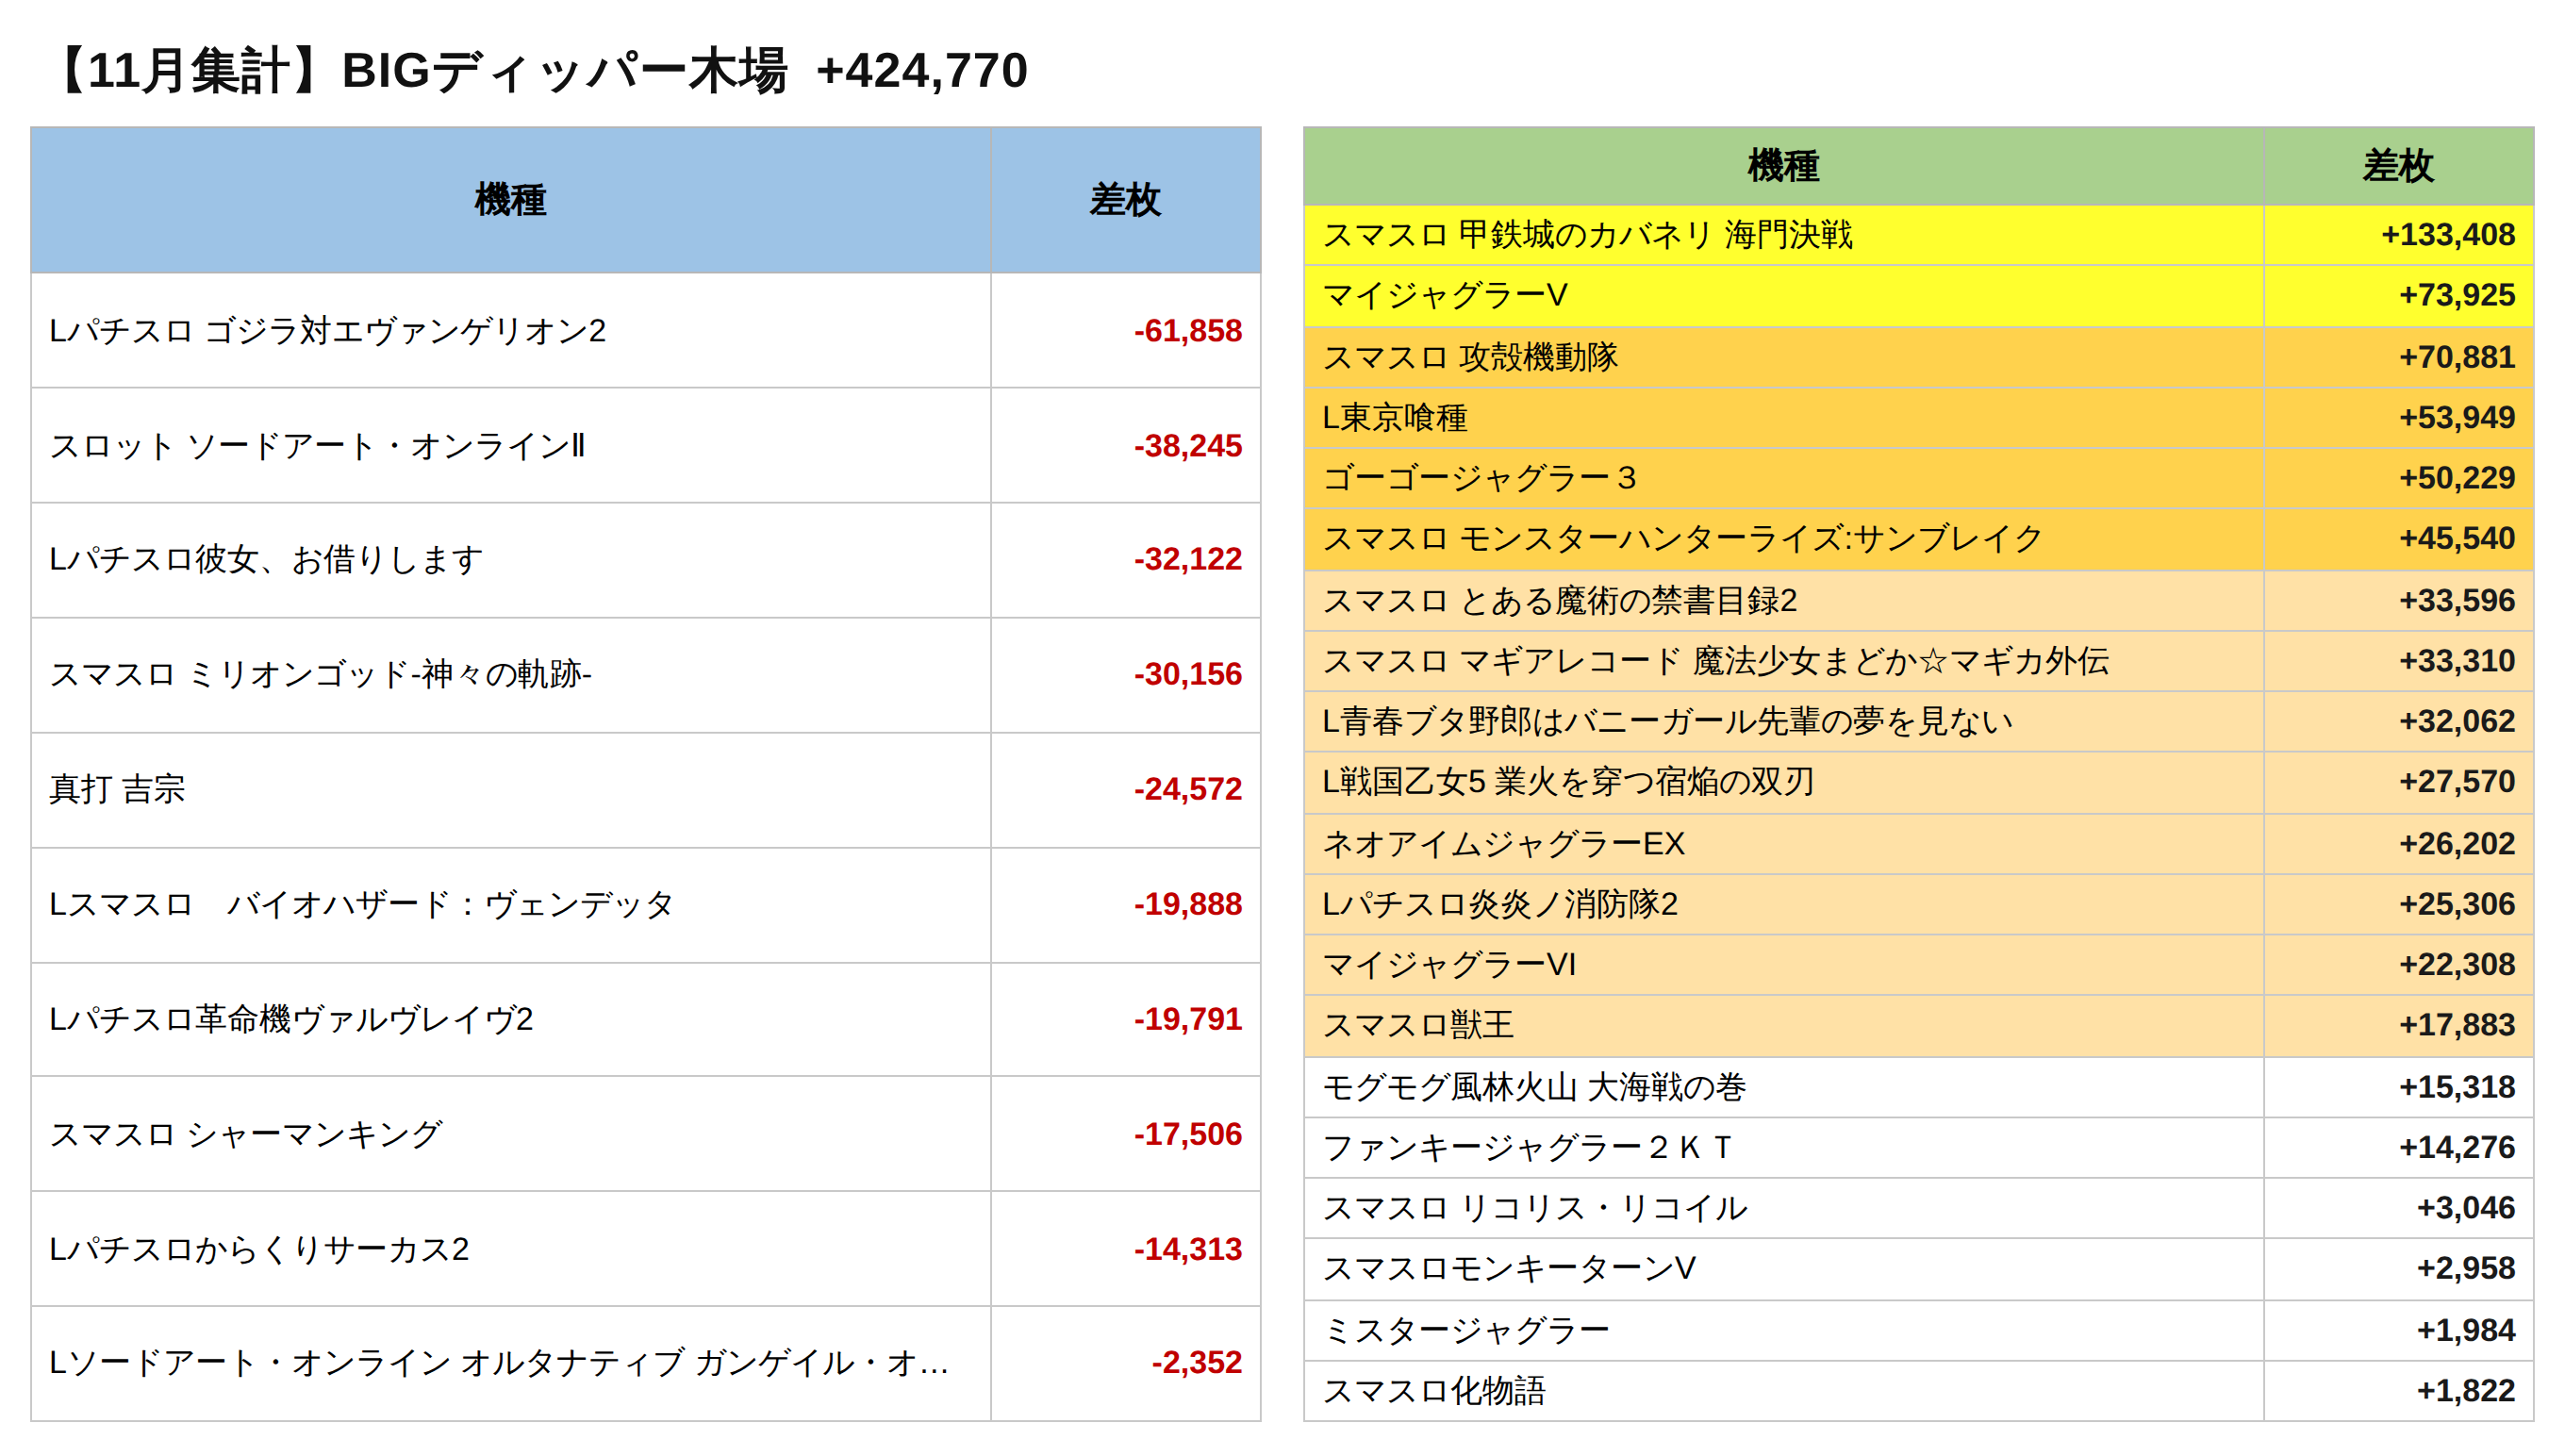 【11月集計】BIGディッパー木場 +424,770
機種 差枚
Lパチスロ ゴジラ対エヴァンゲリオン2 -61,858
スロット ソードアート・オンラインⅡ -38,245
Lパチスロ彼女、お借りします -32,122
スマスロ ミリオンゴッド-神々の軌跡- -30,156
真打 吉宗 -24,572
Lスマスロ　バイオハザード：ヴェンデッタ -19,888
Lパチスロ革命機ヴァルヴレイヴ2 -19,791
スマスロ シャーマンキング -17,506
Lパチスロからくりサーカス2 -14,313
Lソードアート・オンライン オルタナティブ ガンゲイル・オ… -2,352
機種 差枚
スマスロ 甲鉄城のカバネリ 海門決戦 +133,408
マイジャグラーV +73,925
スマスロ 攻殻機動隊 +70,881
L東京喰種 +53,949
ゴーゴージャグラー３ +50,229
スマスロ モンスターハンターライズ:サンブレイク +45,540
スマスロ とある魔術の禁書目録2 +33,596
スマスロ マギアレコード 魔法少女まどか☆マギカ外伝 +33,310
L青春ブタ野郎はバニーガール先輩の夢を見ない +32,062
L戦国乙女5 業火を穿つ宿焔の双刃 +27,570
ネオアイムジャグラーEX +26,202
Lパチスロ炎炎ノ消防隊2 +25,306
マイジャグラーVI +22,308
スマスロ獣王 +17,883
モグモグ風林火山 大海戦の巻 +15,318
ファンキージャグラー２ＫＴ +14,276
スマスロ リコリス・リコイル +3,046
スマスロモンキーターンV +2,958
ミスタージャグラー +1,984
スマスロ化物語 +1,822